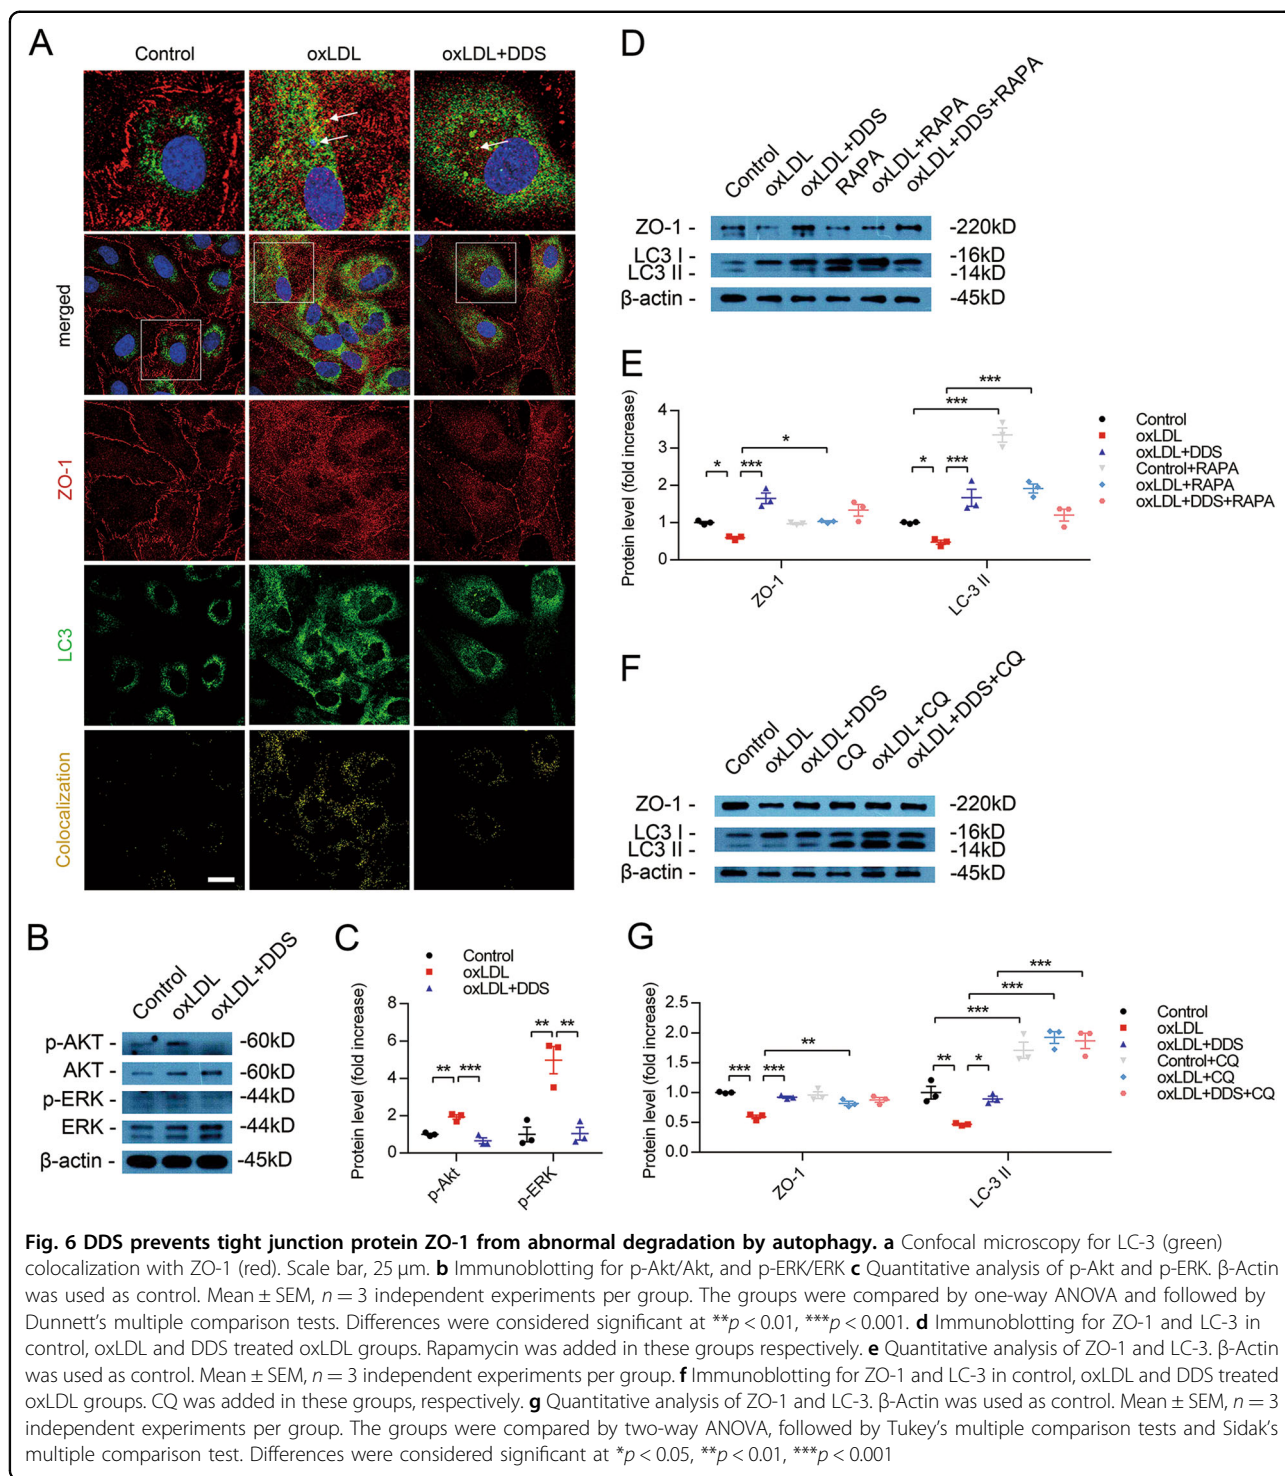 A
Control
oxLDL
oxLDL+DDS
merged
ZO-1
LC3
Colocalization
B
Control
oxLDL
oxLDL+DDS
p-AKT - -60kD
AKT - -60kD
p-ERK - -44kD
ERK - -44kD
β-actin - -45kD
C
Control
oxLDL
oxLDL+DDS
Protein level (fold increase)
8
6
4
2
0
** ***
** **
p-Akt
p-ERK
D
Control
oxLDL
oxLDL+DDS
RAPA
oxLDL+RAPA
oxLDL+DDS+RAPA
ZO-1 - -220kD
LC3 I - -16kD
LC3 II - -14kD
β-actin - -45kD
E
Protein level (fold increase)
4
3
2
1
0
* *** *
* *** *** ***
ZO-1
LC-3 II
Control
oxLDL
oxLDL+DDS
Control+RAPA
oxLDL+RAPA
oxLDL+DDS+RAPA
F
Control
oxLDL
oxLDL+DDS
CQ
oxLDL+CQ
oxLDL+DDS+CQ
ZO-1 - -220kD
LC3 I - -16kD
LC3 II - -14kD
β-actin - -45kD
G
Protein level (fold increase)
2.5
2.0
1.5
1.0
0.5
0.0
*** *** **
** * *** *** ***
ZO-1
LC-3 II
Control
oxLDL
oxLDL+DDS
Control+CQ
oxLDL+CQ
oxLDL+DDS+CQ
Fig. 6 DDS prevents tight junction protein ZO-1 from abnormal degradation by autophagy. a Confocal microscopy for LC-3 (green)
colocalization with ZO-1 (red). Scale bar, 25 µm. b Immunoblotting for p-Akt/Akt, and p-ERK/ERK c Quantitative analysis of p-Akt and p-ERK. β-Actin
was used as control. Mean ± SEM, n = 3 independent experiments per group. The groups were compared by one-way ANOVA and followed by
Dunnett's multiple comparison tests. Differences were considered significant at **p < 0.01, ***p < 0.001. d Immunoblotting for ZO-1 and LC-3 in
control, oxLDL and DDS treated oxLDL groups. Rapamycin was added in these groups respectively. e Quantitative analysis of ZO-1 and LC-3. β-Actin
was used as control. Mean ± SEM, n = 3 independent experiments per group. f Immunoblotting for ZO-1 and LC-3 in control, oxLDL and DDS treated
oxLDL groups. CQ was added in these groups, respectively. g Quantitative analysis of ZO-1 and LC-3. β-Actin was used as control. Mean ± SEM, n = 3
independent experiments per group. The groups were compared by two-way ANOVA, followed by Tukey's multiple comparison tests and Sidak's
multiple comparison test. Differences were considered significant at *p < 0.05, **p < 0.01, ***p < 0.001